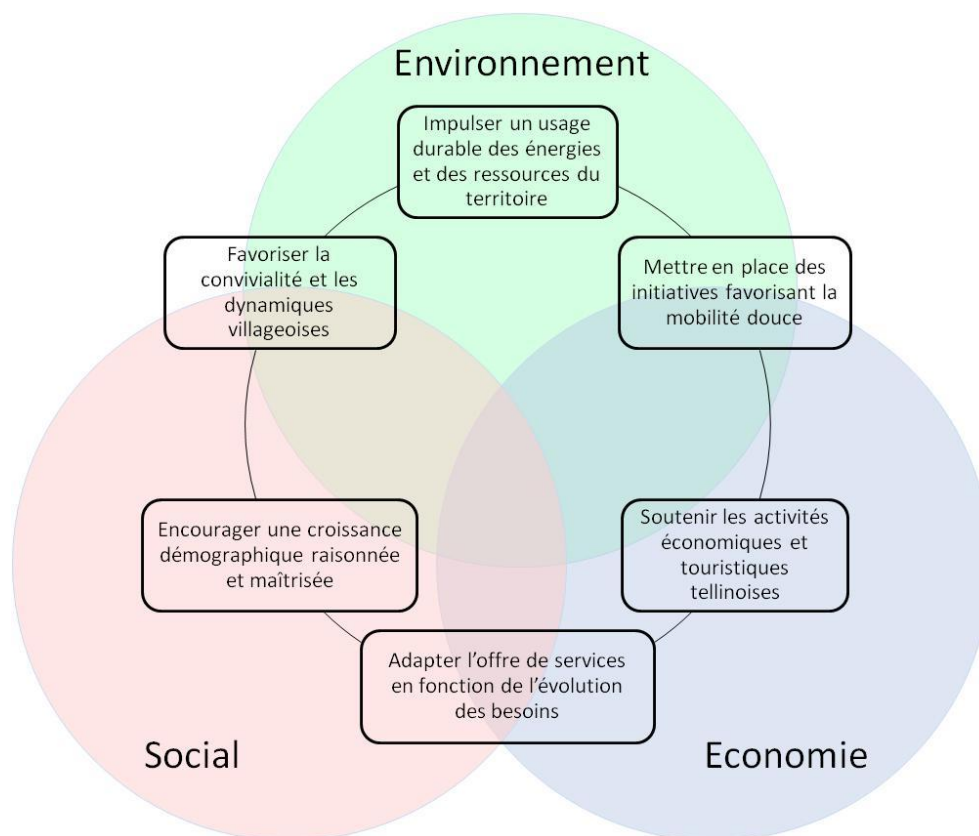 Environnement
Impulser un usage
durable des énergies
et des ressources du
territoire
Favoriser la
convivialité et les
dynamiques
villageoises
Mettre en place des
initiatives favorisant la
mobilité douce
Encourager une croissance
démographique raisonnée
et maîtrisée
Soutenir les activités
économiques et
touristiques
tellinoises
Adapter l’offre de services
en fonction de l’évolution
des besoins
Social
Economie